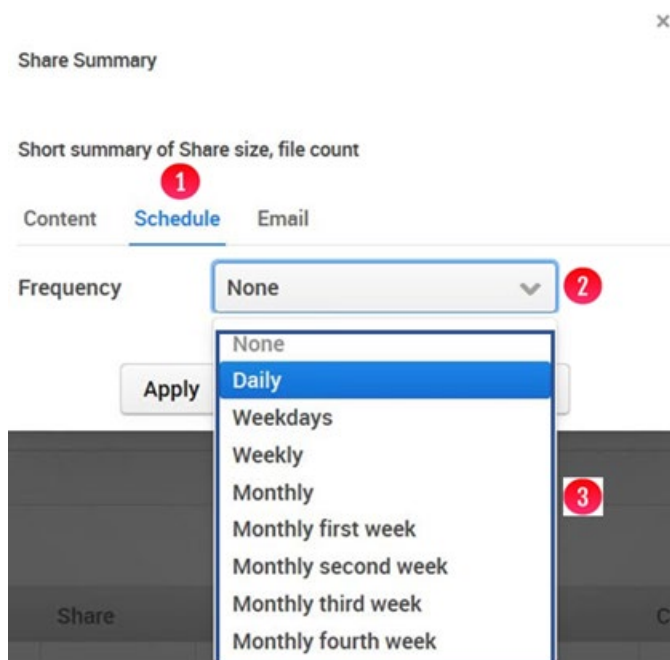 ×
Share Summary
Short summary of Share size, file count
1
Content Schedule Email
Frequency None 2
None
Apply Daily
Weekdays
Weekly
Monthly 3
Monthly first week
Monthly second week
Share Monthly third week C
Monthly fourth week